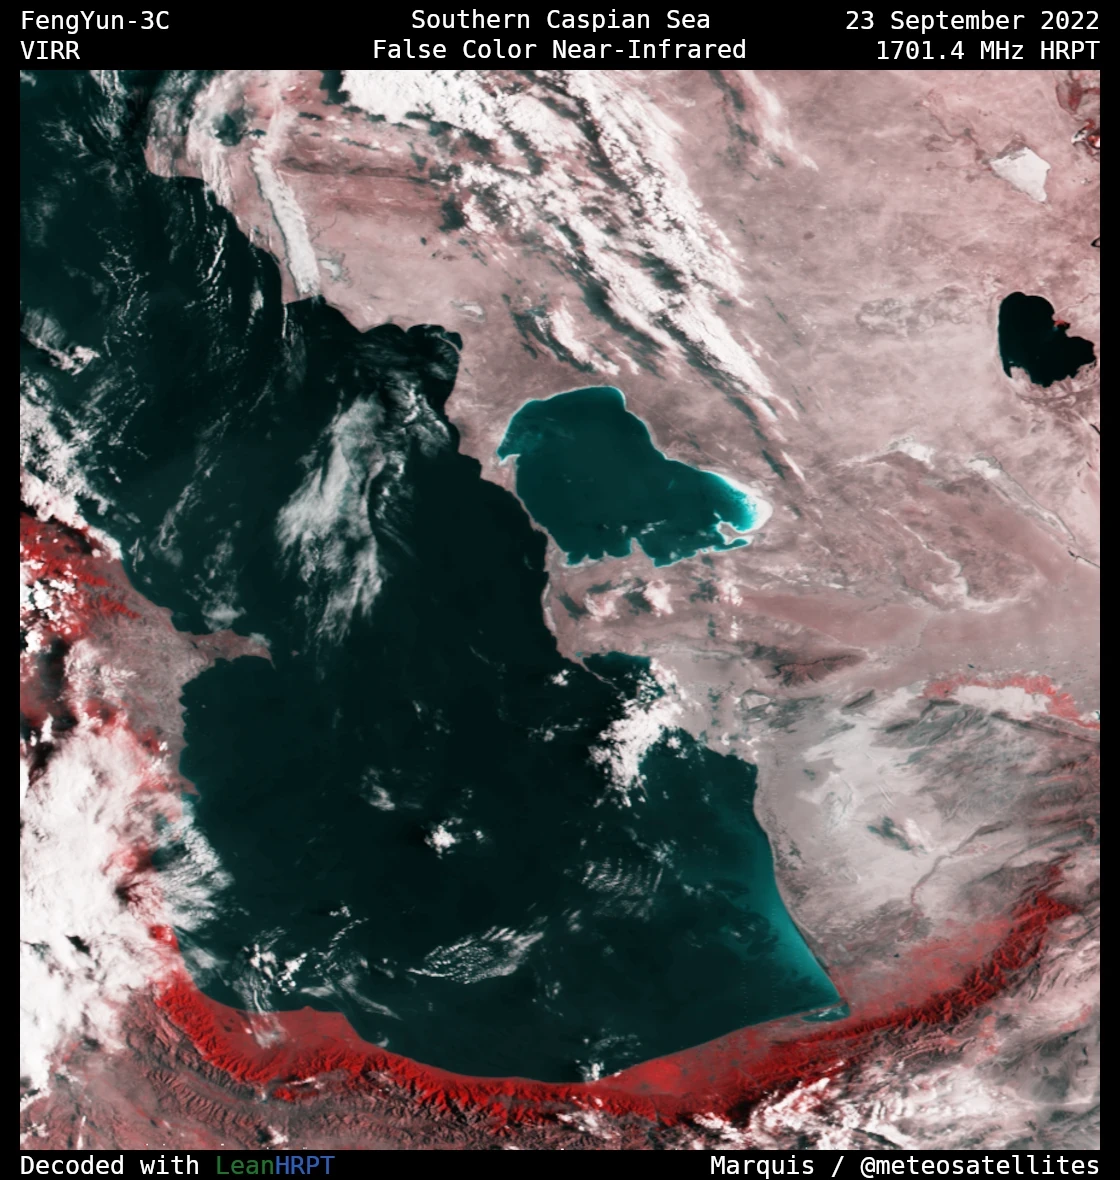 FengYun-3C Southern Caspian Sea 23 September 2022
VIRR False Color Near-Infrared 1701.4 MHz HRPT
Decoded with LeanHRPT Marquis / @meteosatellites